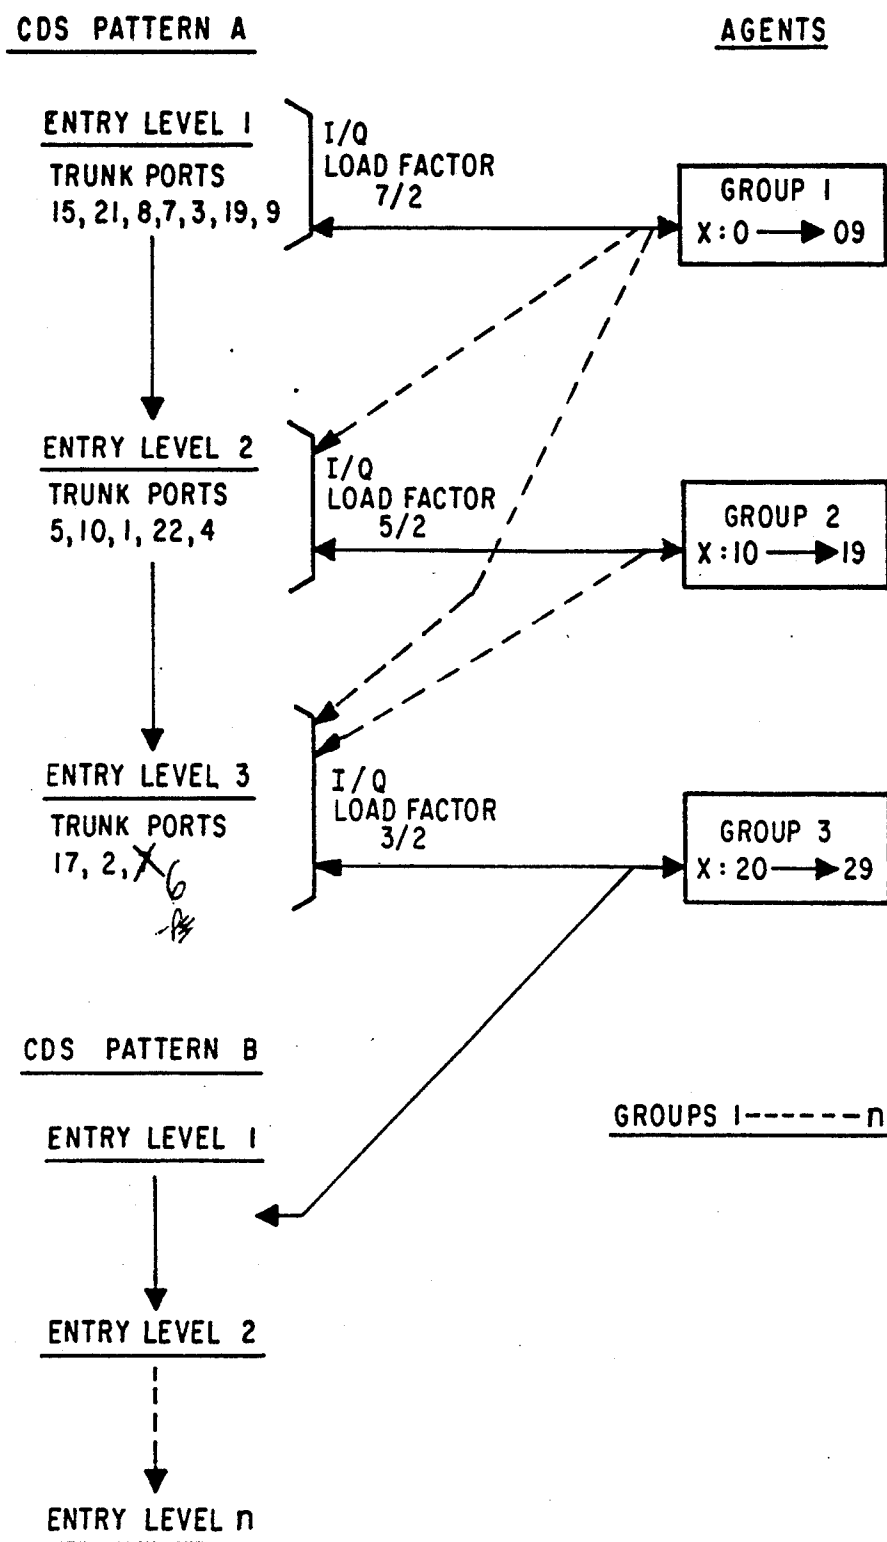 CDS PATTERN A
AGENTS
ENTRY LEVEL 1
TRUNK PORTS
15, 21, 8, 7, 3, 19, 9
I/Q
LOAD FACTOR
7/2
GROUP 1
X:0 09
ENTRY LEVEL 2
TRUNK PORTS
5, 10, 1, 22, 4
I/Q
LOAD FACTOR
5/2
GROUP 2
X:10 19
ENTRY LEVEL 3
TRUNK PORTS
17, 2, 6
I/Q
LOAD FACTOR
3/2
GROUP 3
X:20 29
CDS PATTERN B
GROUPS 1------n
ENTRY LEVEL 1
ENTRY LEVEL 2
ENTRY LEVEL n